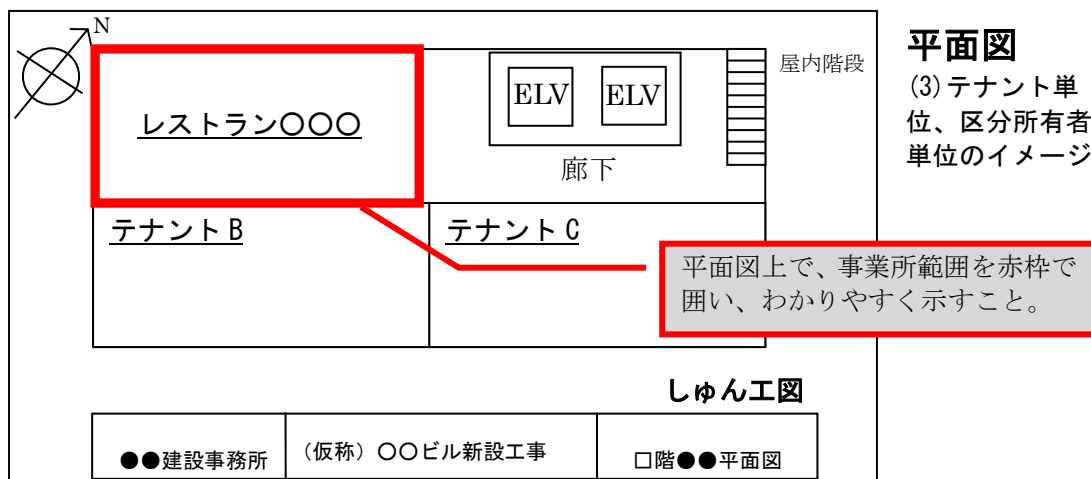 N
平面図
(3)テナント単
位、区分所有者
単位のイメージ
屋内階段
レストラン〇〇〇
ELV
ELV
廊下
テナントB
テナントC
平面図上で、事業所範囲を赤枠で
囲い、わかりやすく示すこと。
しゅん工図
●●建設事務所
（仮称）〇〇ビル新設工事
□階●●平面図